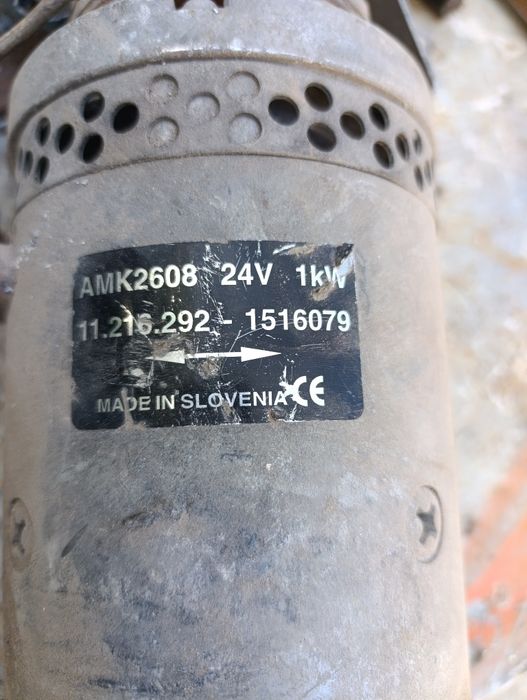 AMK2608 24V 1kW
11.216.292 - 1516079
MADE IN SLOVENIA CE